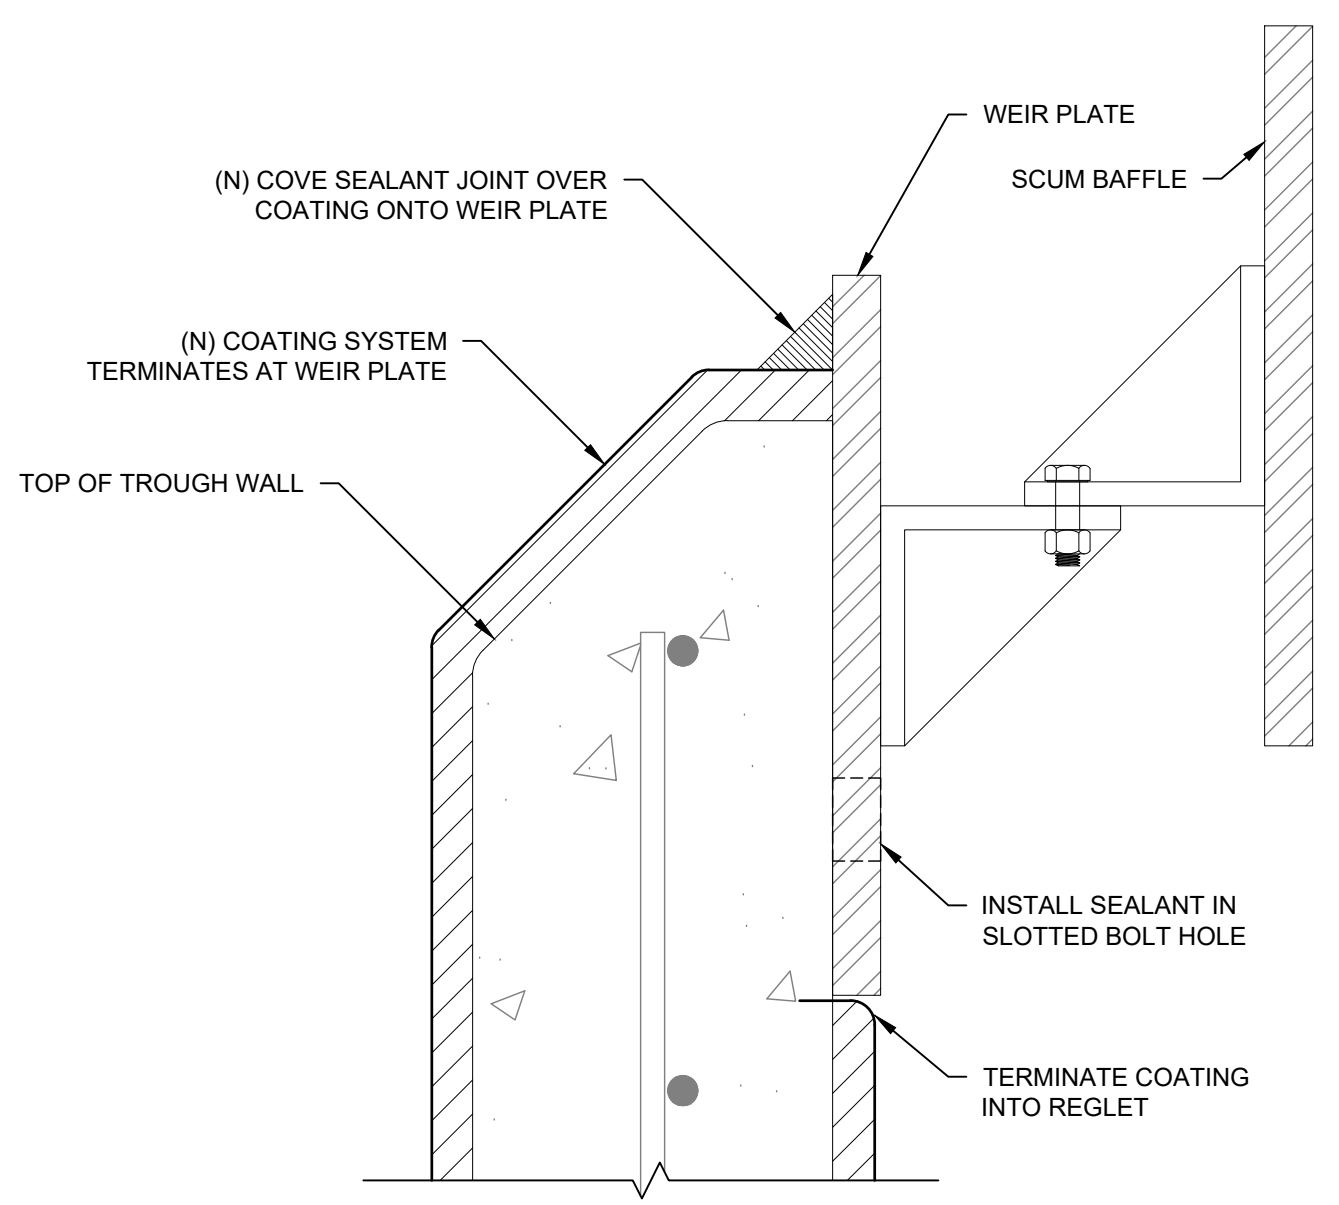 WEIR PLATE
SCUM BAFFLE
(N) COVE SEALANT JOINT OVER
COATING ONTO WEIR PLATE
(N) COATING SYSTEM
TERMINATES AT WEIR PLATE
TOP OF TROUGH WALL
INSTALL SEALANT IN
SLOTTED BOLT HOLE
TERMINATE COATING
INTO REGLET